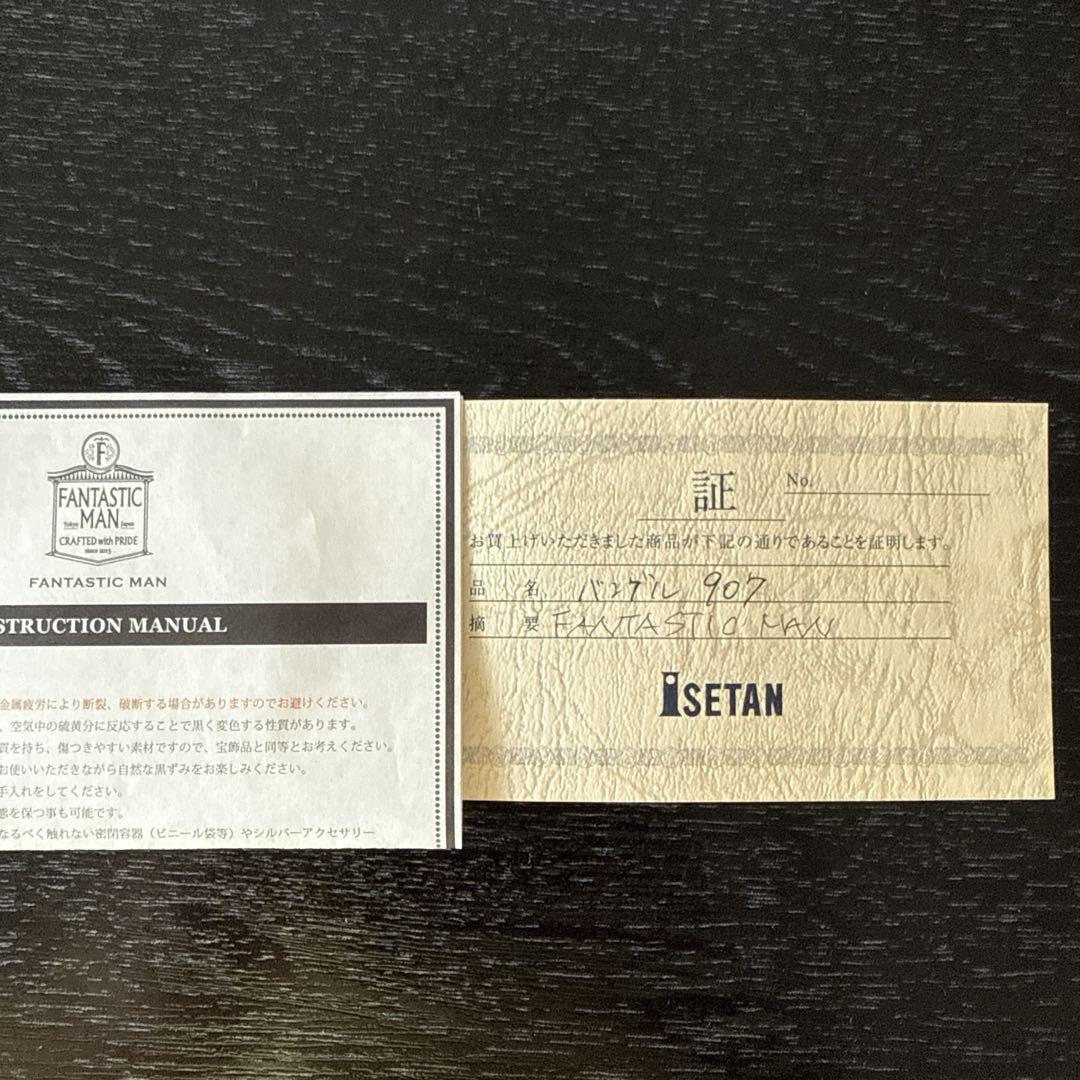 F
FANTASTIC
Tokyo MAN Japan
CRAFTED with PRIDE
since 2013
FANTASTIC MAN
STRUCTION MANUAL
金属疲労により断裂、破断する場合がありますのでお避けください。
、空気中の硫黄分に反応することで黒く変色する性質があります。
質を持ち、傷つきやすい素材ですので、宝飾品と同等とお考えください。
お使いいただきながら自然な黒ずみをお楽しみください。
手入れをしてください。
態を保つ事も可能です。
なるべく触れない密閉容器（ビニール袋等）やシルバーアクセサリー
証
No.
お買上げいただきました商品が下記の通りであることを証明します。
品名 バングル 907
摘要 FANTASTIC MAN
ISETAN